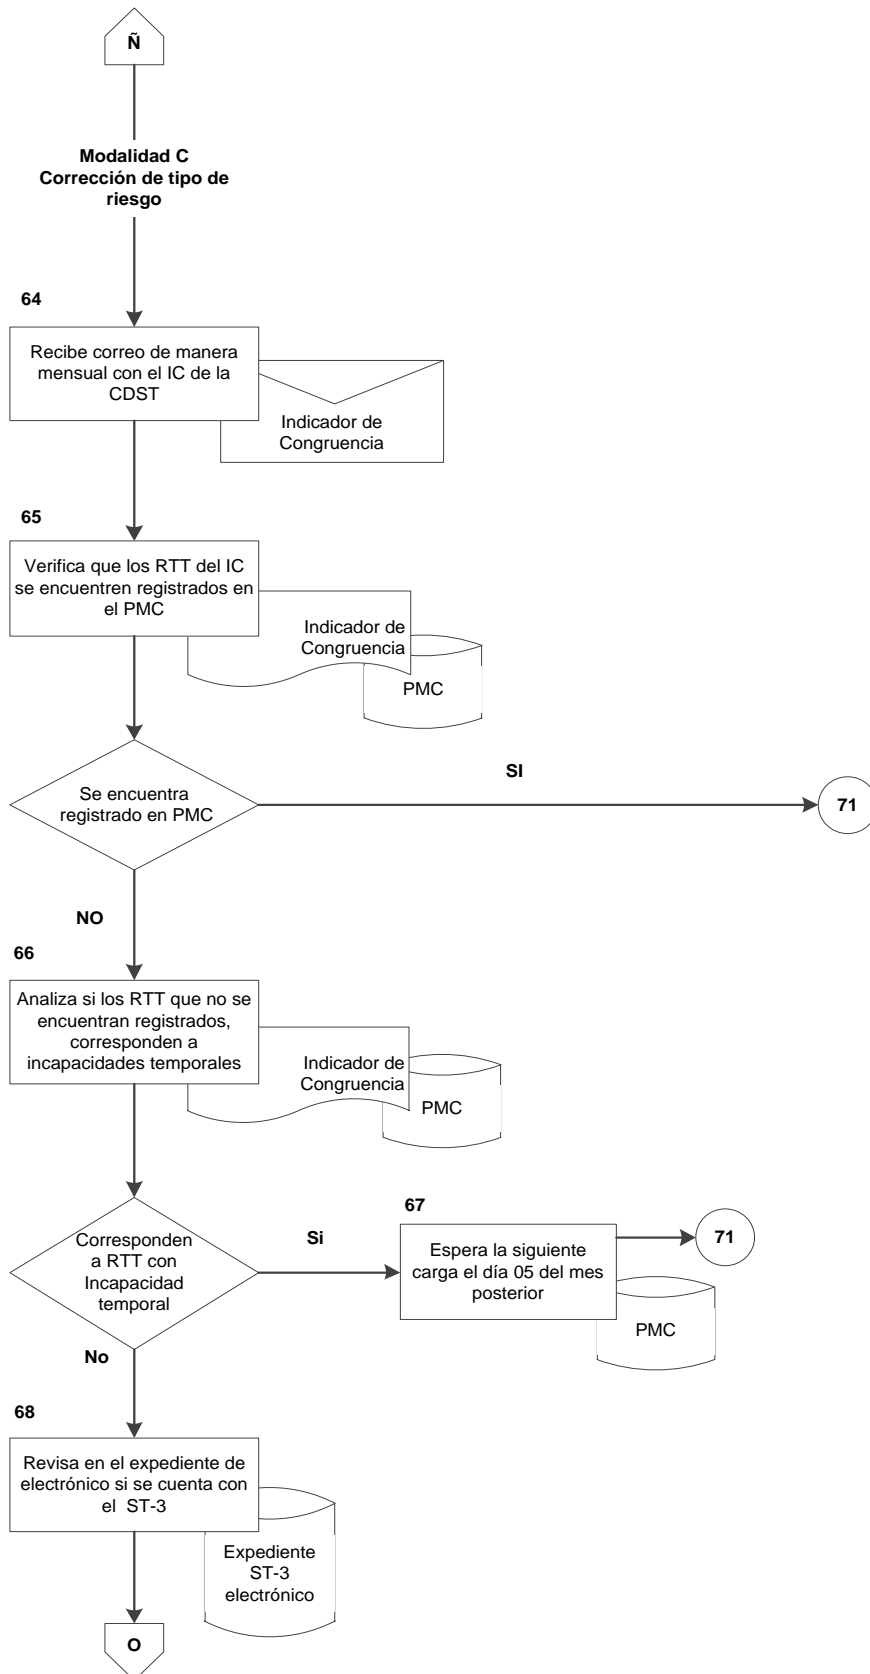 Ñ
Modalidad C
Corrección de tipo de
riesgo
64
Recibe correo de manera
mensual con el IC de la
CDST
Indicador de
Congruencia
65
Verifica que los RTT del IC
se encuentren registrados en
el PMC
Indicador de
Congruencia
PMC
Se encuentra
registrado en PMC
SI
71
NO
66
Analiza si los RTT que no se
encuentran registrados,
corresponden a
incapacidades temporales
Indicador de
Congruencia
PMC
Corresponden
a RTT con
Incapacidad
temporal
Si
67
Espera la siguiente
carga el día 05 del mes
posterior
71
PMC
No
68
Revisa en el expediente de
electrónico si se cuenta con
el ST-3
Expediente
ST-3
electrónico
O